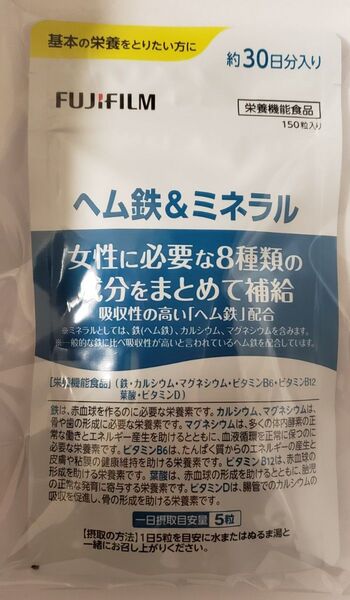 基本の栄養をとりたい方に
約30日分入り
FUJIFILM
栄養機能食品
150粒入り
ヘム鉄&ミネラル
女性に必要な8種類の
成分をまとめて補給
吸収性の高い「ヘム鉄」配合
※ミネラルとしては、鉄(ヘム鉄)、カルシウム、マグネシウムを含みます。
※一般的な鉄に比べ吸収性が高いと言われているヘム鉄を配合しています。
[栄養機能食品] (鉄・カルシウム・マグネシウム・ビタミンB6・ビタミンB12
葉酸・ビタミンD)
鉄は、赤血球を作るのに必要な栄養素です。カルシウム、マグネシウムは、
骨や歯の形成に必要な栄養素です。マグネシウムは、多くの体内酵素の正
常な働きとエネルギー産生を助けるとともに、血液循環を正常に保つのに
必要な栄養素です。ビタミンB6は、たんぱく質からのエネルギーの産生と
皮膚や粘膜の健康維持を助ける栄養素です。ビタミンB12は、赤血球の形
成を助ける栄養素です。葉酸は、赤血球の形成を助けるとともに、胎児
の正常な発育に寄与する栄養素です。ビタミンDは、腸管でのカルシウムの
吸収を促進し、骨の形成を助ける栄養素です。
一日摂取目安量 5粒
[摂取の方法] 1日5粒を目安に水またはぬるま湯と
一緒にお召し上がりください。